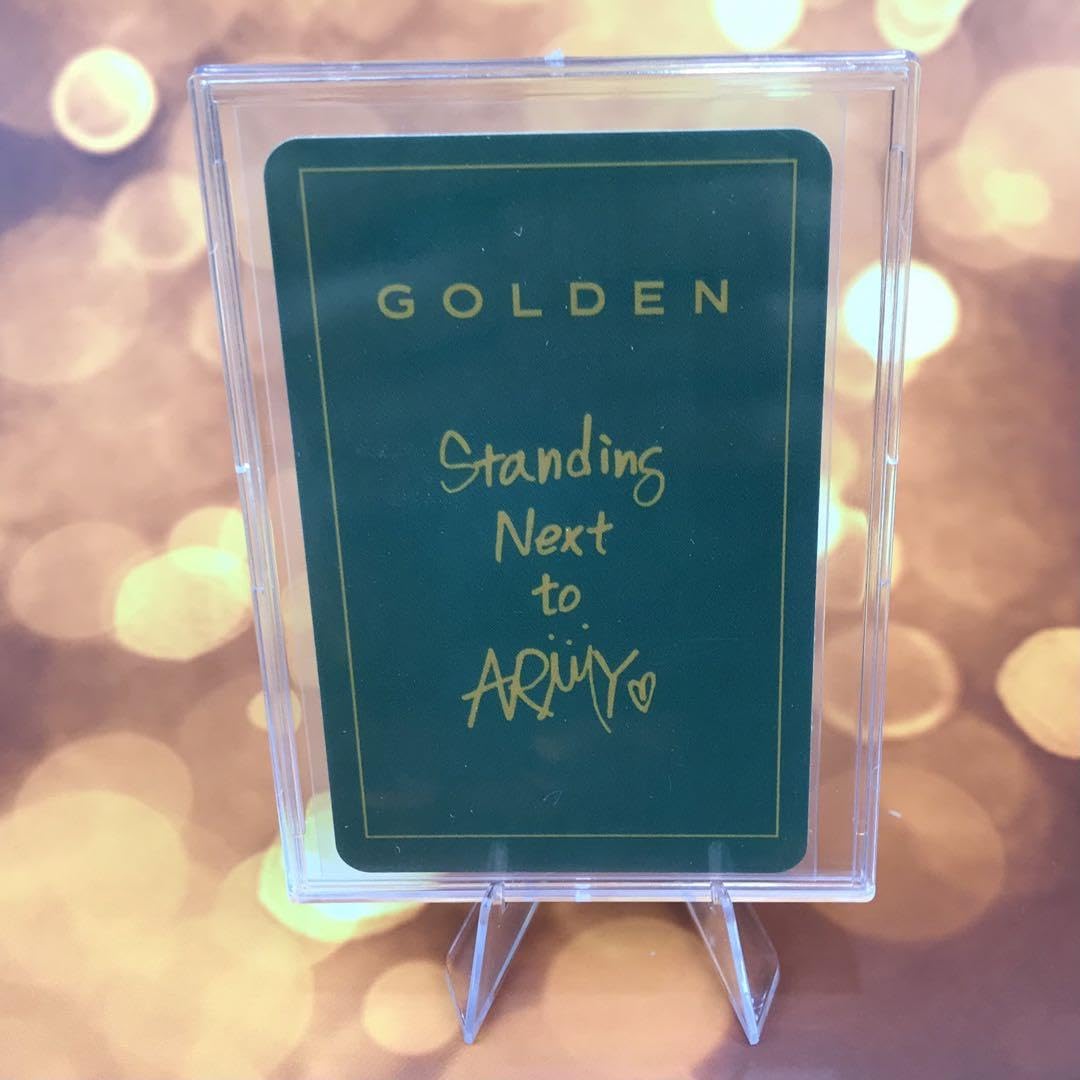 GOLDEN
Standing
Next
to
ARMY♡